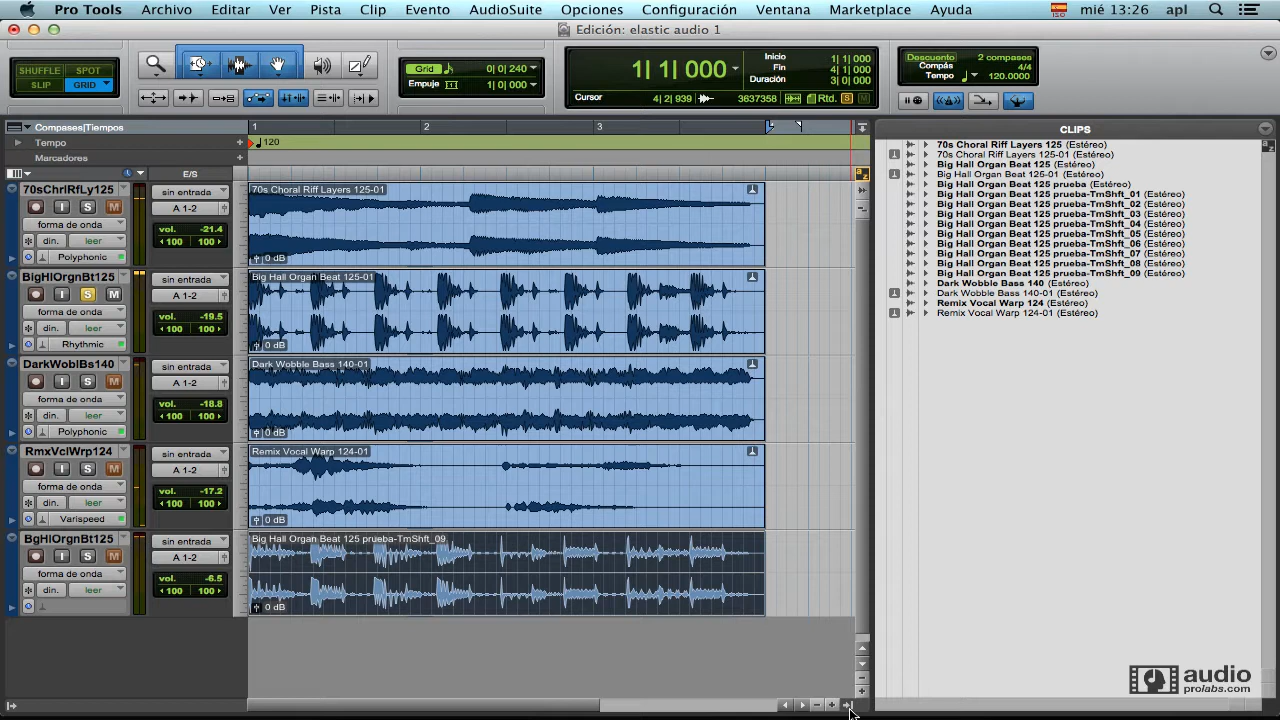 Pro Tools Archivo Editar Ver Pista Clip Evento AudioSuite Opciones Configuración Ventana Marketplace Ayuda ISO mié 13:26 apl
Edición: elastic audio 1
SHUFFLE SPOT
SLIP GRID
Grid 0| 0| 240
Empuje 1| 0| 000
1| 1| 000
Inicio 1| 1| 000
Fin 4| 1| 000
Duración 3| 0| 000
Cursor 4| 2| 939 3637358 Rtd. S M
Descuento 2 compases
Compás 4/4
Tempo 120.0000
Compases|Tiempos 1 2 3
Tempo + 120
Marcadores +
E/S
a z
70sChrlRfLy125
I S M
forma de onda
din. leer
Polyphonic
sin entrada
A 1-2
vol. -21.4
100 100
70s Choral Riff Layers 125-01
0 dB
BigHlOrgnBt125
I S M
forma de onda
din. leer
Rhythmic
sin entrada
A 1-2
vol. -19.5
100 100
Big Hall Organ Beat 125-01
0 dB
DarkWoblBs140
I S M
forma de onda
din. leer
Polyphonic
sin entrada
A 1-2
vol. -18.8
100 100
Dark Wobble Bass 140-01
0 dB
RmxVclWrp124
I S M
forma de onda
din. leer
Varispeed
sin entrada
A 1-2
vol. -17.2
100 100
Remix Vocal Warp 124-01
0 dB
BgHlOrgnBt125
I S M
forma de onda
din. leer
sin entrada
A 1-2
vol. -6.5
100 100
Big Hall Organ Beat 125 prueba-TmShft_09
0 dB
CLIPS
a z
70s Choral Riff Layers 125 (Estéreo)
70s Choral Riff Layers 125-01 (Estéreo)
Big Hall Organ Beat 125 (Estéreo)
Big Hall Organ Beat 125-01 (Estéreo)
Big Hall Organ Beat 125 prueba (Estéreo)
Big Hall Organ Beat 125 prueba-TmShft_01 (Estéreo)
Big Hall Organ Beat 125 prueba-TmShft_02 (Estéreo)
Big Hall Organ Beat 125 prueba-TmShft_03 (Estéreo)
Big Hall Organ Beat 125 prueba-TmShft_04 (Estéreo)
Big Hall Organ Beat 125 prueba-TmShft_05 (Estéreo)
Big Hall Organ Beat 125 prueba-TmShft_06 (Estéreo)
Big Hall Organ Beat 125 prueba-TmShft_07 (Estéreo)
Big Hall Organ Beat 125 prueba-TmShft_08 (Estéreo)
Big Hall Organ Beat 125 prueba-TmShft_09 (Estéreo)
Dark Wobble Bass 140 (Estéreo)
Dark Wobble Bass 140-01 (Estéreo)
Remix Vocal Warp 124 (Estéreo)
Remix Vocal Warp 124-01 (Estéreo)
audio
prolabs.com